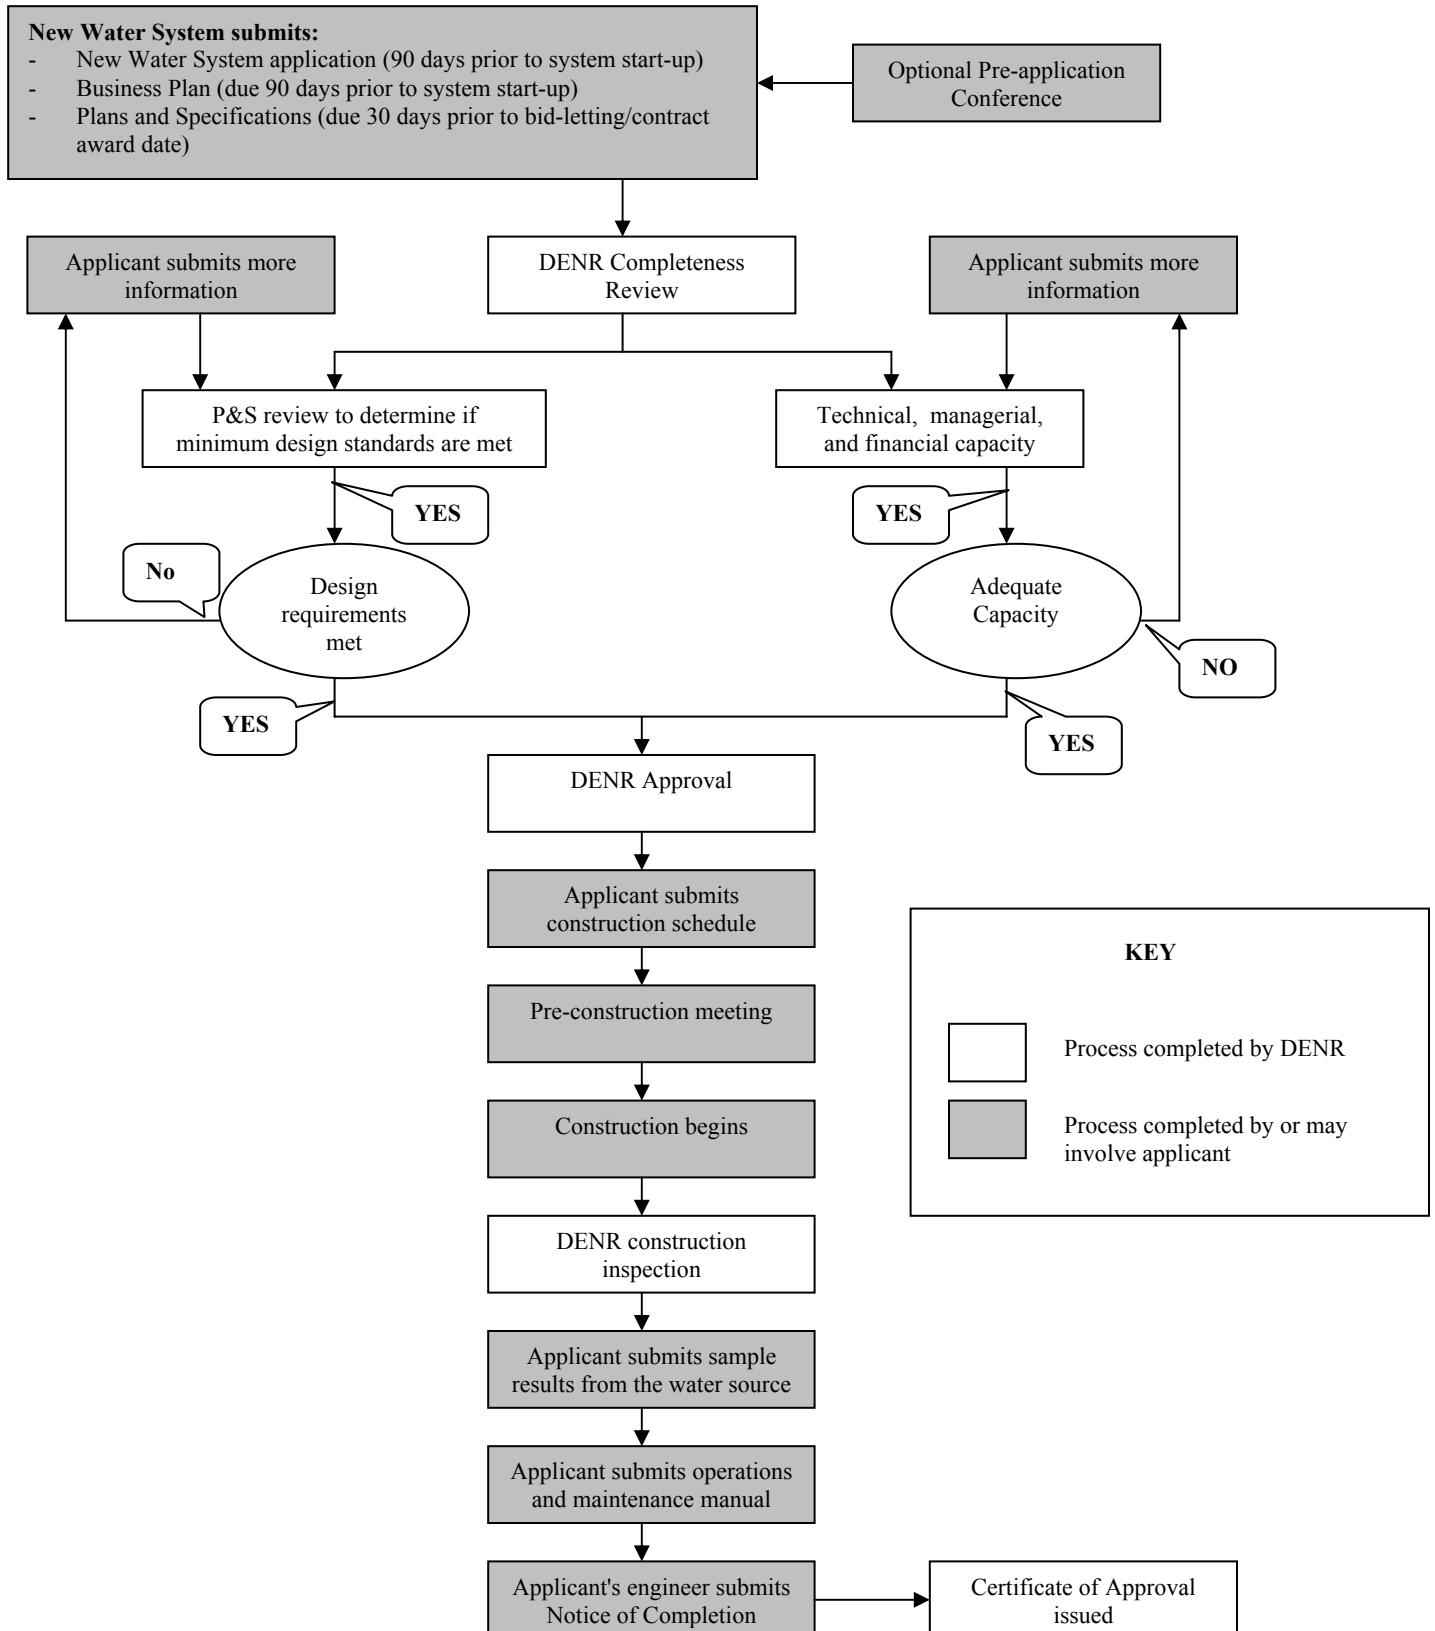 New Water System submits:
- New Water System application (90 days prior to system start-up)
- Business Plan (due 90 days prior to system start-up)
- Plans and Specifications (due 30 days prior to bid-letting/contract
award date)
Optional Pre-application
Conference
Applicant submits more
information
DENR Completeness
Review
Applicant submits more
information
P&S review to determine if
minimum design standards are met
Technical, managerial,
and financial capacity
YES
YES
No
Design
requirements
met
Adequate
Capacity
NO
YES
YES
DENR Approval
Applicant submits
construction schedule
Pre-construction meeting
Construction begins
DENR construction
inspection
Applicant submits sample
results from the water source
Applicant submits operations
and maintenance manual
Applicant's engineer submits
Notice of Completion
Certificate of Approval
issued
KEY
Process completed by DENR
Process completed by or may
involve applicant